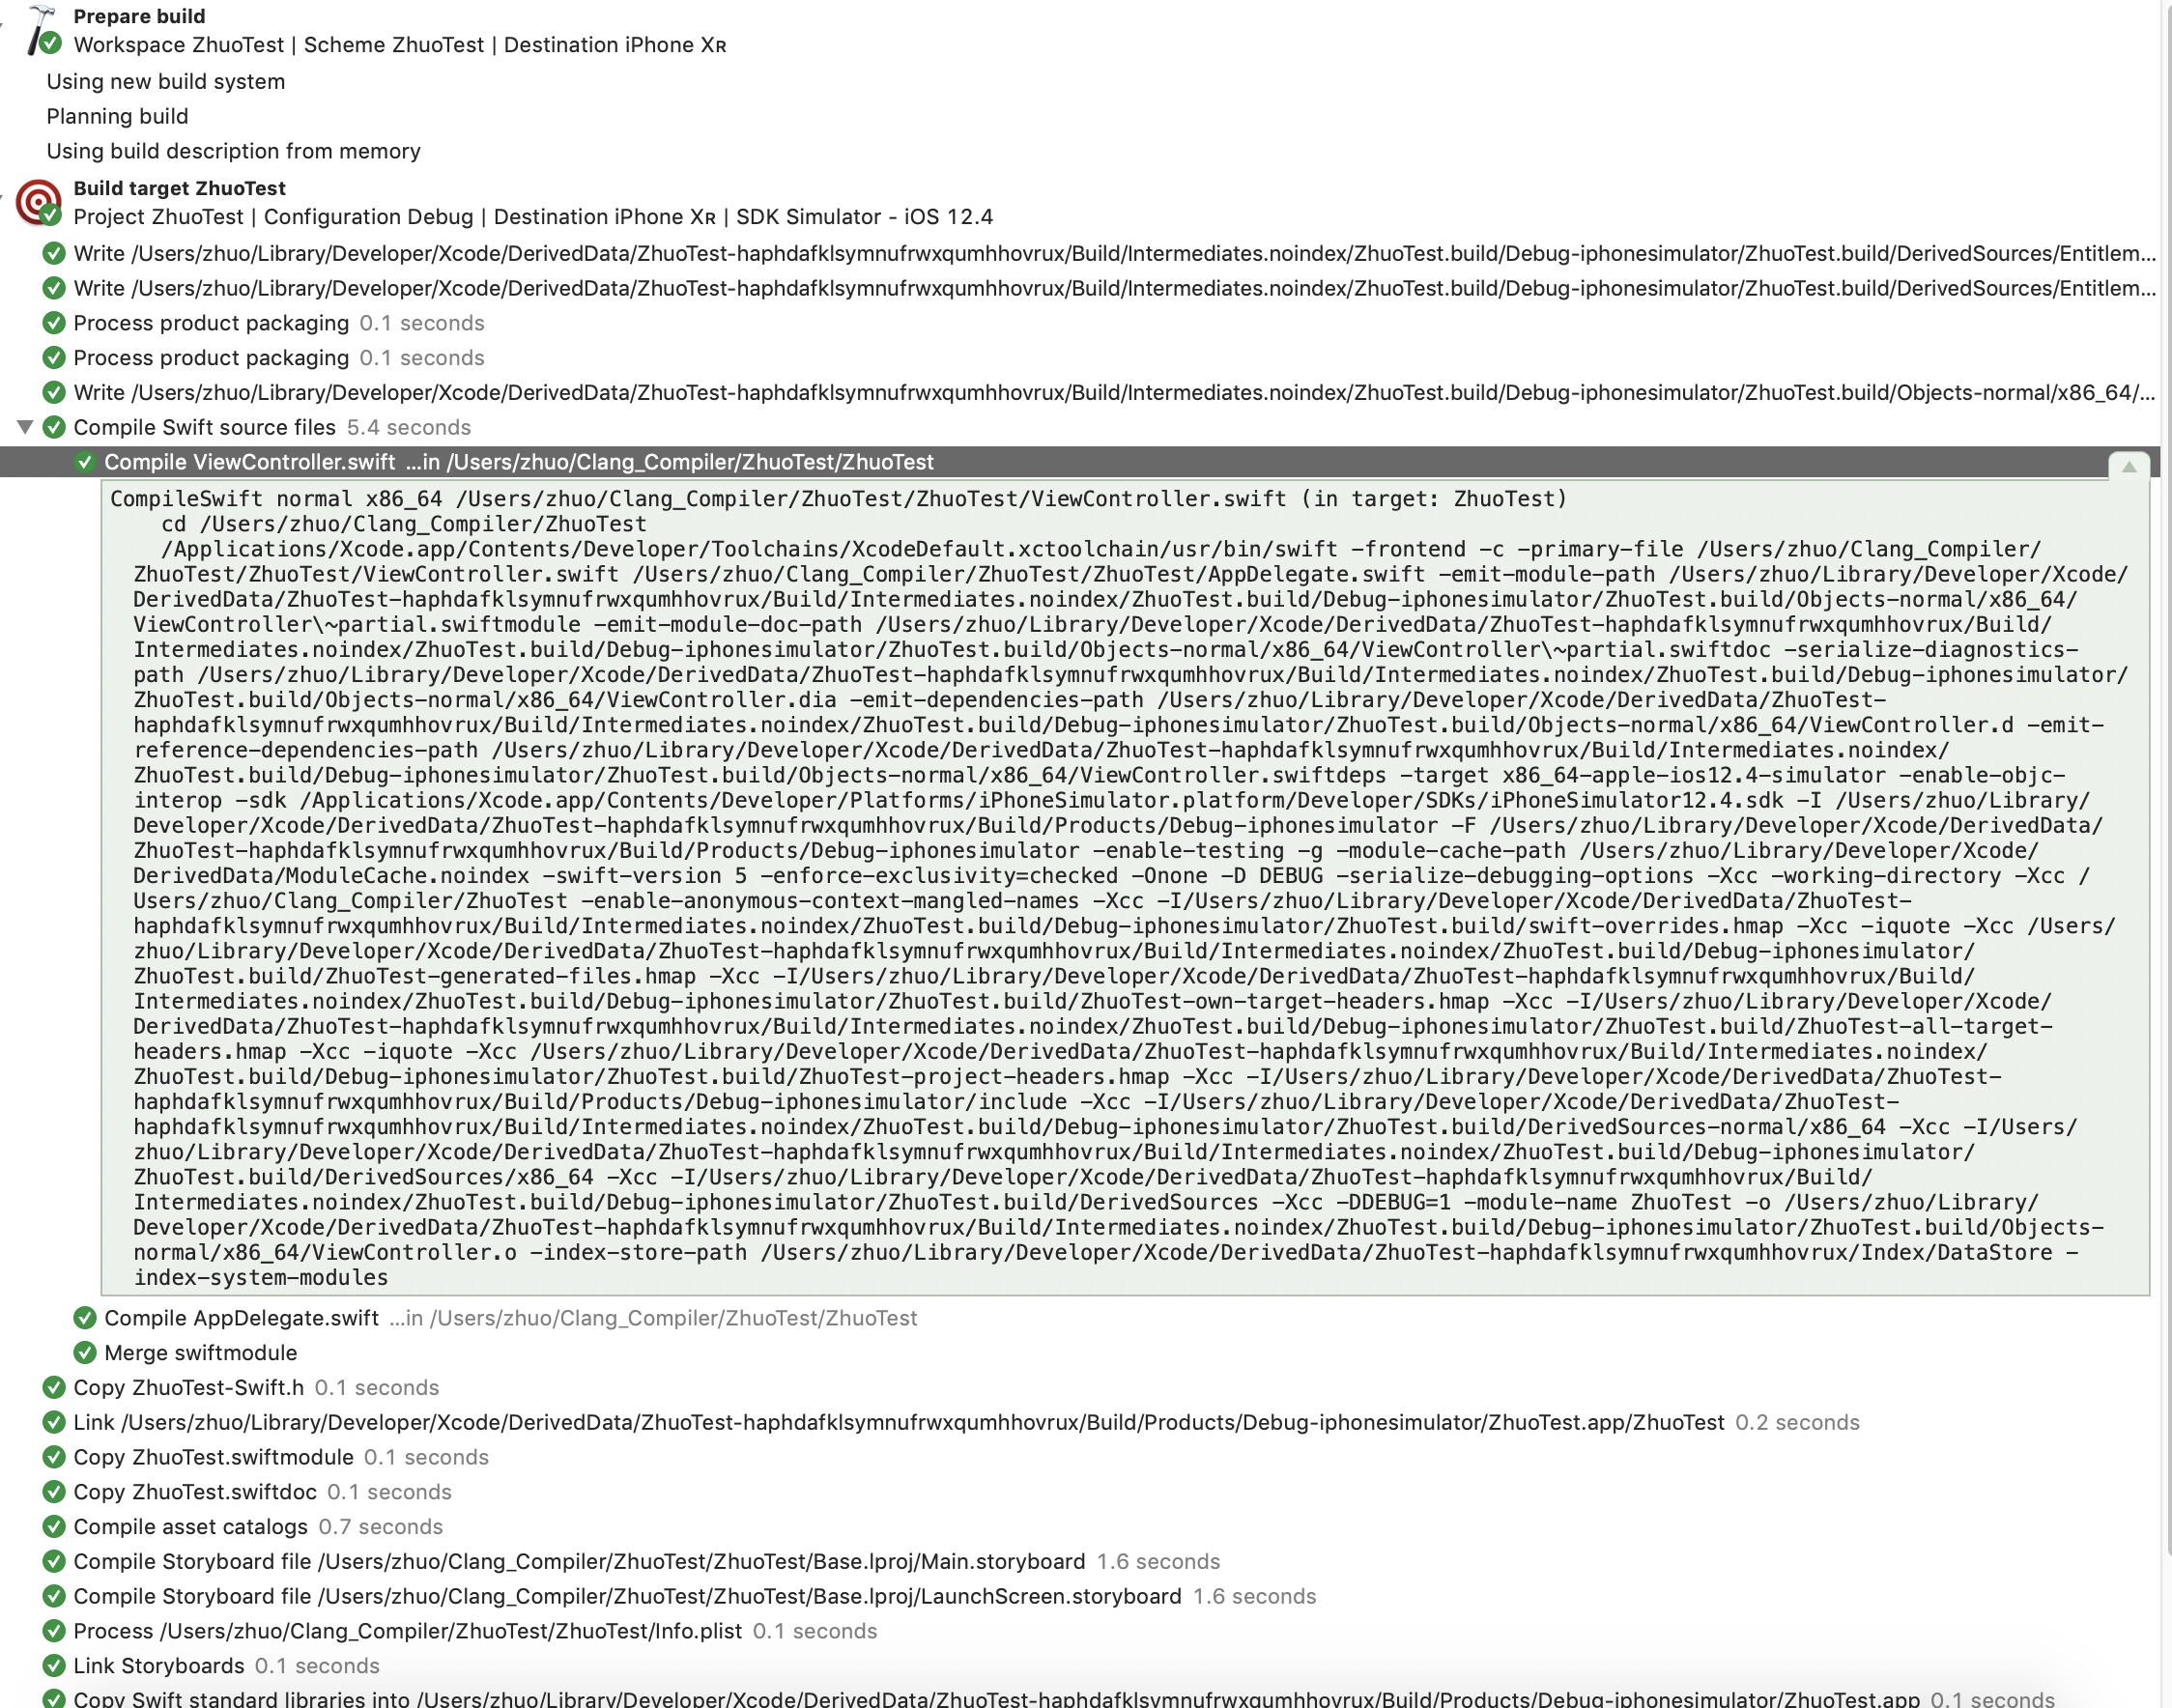 Prepare build
Workspace ZhuoTest | Scheme ZhuoTest | Destination iPhone Xʀ
Using new build system
Planning build
Using build description from memory
Build target ZhuoTest
Project ZhuoTest | Configuration Debug | Destination iPhone Xʀ | SDK Simulator - iOS 12.4
Write /Users/zhuo/Library/Developer/Xcode/DerivedData/ZhuoTest-haphdafklsymnufrwxqumhhovrux/Build/Intermediates.noindex/ZhuoTest.build/Debug-iphonesimulator/ZhuoTest.build/DerivedSources/Entitlem...
Write /Users/zhuo/Library/Developer/Xcode/DerivedData/ZhuoTest-haphdafklsymnufrwxqumhhovrux/Build/Intermediates.noindex/ZhuoTest.build/Debug-iphonesimulator/ZhuoTest.build/DerivedSources/Entitlem...
Process product packaging 0.1 seconds
Process product packaging 0.1 seconds
Write /Users/zhuo/Library/Developer/Xcode/DerivedData/ZhuoTest-haphdafklsymnufrwxqumhhovrux/Build/Intermediates.noindex/ZhuoTest.build/Debug-iphonesimulator/ZhuoTest.build/Objects-normal/x86_64/...
Compile Swift source files 5.4 seconds
Compile ViewController.swift ...in /Users/zhuo/Clang_Compiler/ZhuoTest/ZhuoTest
CompileSwift normal x86_64 /Users/zhuo/Clang_Compiler/ZhuoTest/ZhuoTest/ViewController.swift (in target: ZhuoTest)
cd /Users/zhuo/Clang_Compiler/ZhuoTest
/Applications/Xcode.app/Contents/Developer/Toolchains/XcodeDefault.xctoolchain/usr/bin/swift -frontend -c -primary-file /Users/zhuo/Clang_Compiler/
ZhuoTest/ZhuoTest/ViewController.swift /Users/zhuo/Clang_Compiler/ZhuoTest/ZhuoTest/AppDelegate.swift -emit-module-path /Users/zhuo/Library/Developer/Xcode/
DerivedData/ZhuoTest-haphdafklsymnufrwxqumhhovrux/Build/Intermediates.noindex/ZhuoTest.build/Debug-iphonesimulator/ZhuoTest.build/Objects-normal/x86_64/
ViewController\~partial.swiftmodule -emit-module-doc-path /Users/zhuo/Library/Developer/Xcode/DerivedData/ZhuoTest-haphdafklsymnufrwxqumhhovrux/Build/
Intermediates.noindex/ZhuoTest.build/Debug-iphonesimulator/ZhuoTest.build/Objects-normal/x86_64/ViewController\~partial.swiftdoc -serialize-diagnostics-
path /Users/zhuo/Library/Developer/Xcode/DerivedData/ZhuoTest-haphdafklsymnufrwxqumhhovrux/Build/Intermediates.noindex/ZhuoTest.build/Debug-iphonesimulator/
ZhuoTest.build/Objects-normal/x86_64/ViewController.dia -emit-dependencies-path /Users/zhuo/Library/Developer/Xcode/DerivedData/ZhuoTest-
haphdafklsymnufrwxqumhhovrux/Build/Intermediates.noindex/ZhuoTest.build/Debug-iphonesimulator/ZhuoTest.build/Objects-normal/x86_64/ViewController.d -emit-
reference-dependencies-path /Users/zhuo/Library/Developer/Xcode/DerivedData/ZhuoTest-haphdafklsymnufrwxqumhhovrux/Build/Intermediates.noindex/
ZhuoTest.build/Debug-iphonesimulator/ZhuoTest.build/Objects-normal/x86_64/ViewController.swiftdeps -target x86_64-apple-ios12.4-simulator -enable-objc-
interop -sdk /Applications/Xcode.app/Contents/Developer/Platforms/iPhoneSimulator.platform/Developer/SDKs/iPhoneSimulator12.4.sdk -I /Users/zhuo/Library/
Developer/Xcode/DerivedData/ZhuoTest-haphdafklsymnufrwxqumhhovrux/Build/Products/Debug-iphonesimulator -F /Users/zhuo/Library/Developer/Xcode/DerivedData/
ZhuoTest-haphdafklsymnufrwxqumhhovrux/Build/Products/Debug-iphonesimulator -enable-testing -g -module-cache-path /Users/zhuo/Library/Developer/Xcode/
DerivedData/ModuleCache.noindex -swift-version 5 -enforce-exclusivity=checked -Onone -D DEBUG -serialize-debugging-options -Xcc -working-directory -Xcc /
Users/zhuo/Clang_Compiler/ZhuoTest -enable-anonymous-context-mangled-names -Xcc -I/Users/zhuo/Library/Developer/Xcode/DerivedData/ZhuoTest-
haphdafklsymnufrwxqumhhovrux/Build/Intermediates.noindex/ZhuoTest.build/Debug-iphonesimulator/ZhuoTest.build/swift-overrides.hmap -Xcc -iquote -Xcc /Users/
zhuo/Library/Developer/Xcode/DerivedData/ZhuoTest-haphdafklsymnufrwxqumhhovrux/Build/Intermediates.noindex/ZhuoTest.build/Debug-iphonesimulator/
ZhuoTest.build/ZhuoTest-generated-files.hmap -Xcc -I/Users/zhuo/Library/Developer/Xcode/DerivedData/ZhuoTest-haphdafklsymnufrwxqumhhovrux/Build/
Intermediates.noindex/ZhuoTest.build/Debug-iphonesimulator/ZhuoTest.build/ZhuoTest-own-target-headers.hmap -Xcc -I/Users/zhuo/Library/Developer/Xcode/
DerivedData/ZhuoTest-haphdafklsymnufrwxqumhhovrux/Build/Intermediates.noindex/ZhuoTest.build/Debug-iphonesimulator/ZhuoTest.build/ZhuoTest-all-target-
headers.hmap -Xcc -iquote -Xcc /Users/zhuo/Library/Developer/Xcode/DerivedData/ZhuoTest-haphdafklsymnufrwxqumhhovrux/Build/Intermediates.noindex/
ZhuoTest.build/Debug-iphonesimulator/ZhuoTest.build/ZhuoTest-project-headers.hmap -Xcc -I/Users/zhuo/Library/Developer/Xcode/DerivedData/ZhuoTest-
haphdafklsymnufrwxqumhhovrux/Build/Products/Debug-iphonesimulator/include -Xcc -I/Users/zhuo/Library/Developer/Xcode/DerivedData/ZhuoTest-
haphdafklsymnufrwxqumhhovrux/Build/Intermediates.noindex/ZhuoTest.build/Debug-iphonesimulator/ZhuoTest.build/DerivedSources-normal/x86_64 -Xcc -I/Users/
zhuo/Library/Developer/Xcode/DerivedData/ZhuoTest-haphdafklsymnufrwxqumhhovrux/Build/Intermediates.noindex/ZhuoTest.build/Debug-iphonesimulator/
ZhuoTest.build/DerivedSources/x86_64 -Xcc -I/Users/zhuo/Library/Developer/Xcode/DerivedData/ZhuoTest-haphdafklsymnufrwxqumhhovrux/Build/
Intermediates.noindex/ZhuoTest.build/Debug-iphonesimulator/ZhuoTest.build/DerivedSources -Xcc -DDEBUG=1 -module-name ZhuoTest -o /Users/zhuo/Library/
Developer/Xcode/DerivedData/ZhuoTest-haphdafklsymnufrwxqumhhovrux/Build/Intermediates.noindex/ZhuoTest.build/Debug-iphonesimulator/ZhuoTest.build/Objects-
normal/x86_64/ViewController.o -index-store-path /Users/zhuo/Library/Developer/Xcode/DerivedData/ZhuoTest-haphdafklsymnufrwxqumhhovrux/Index/DataStore -
index-system-modules
Compile AppDelegate.swift ...in /Users/zhuo/Clang_Compiler/ZhuoTest/ZhuoTest
Merge swiftmodule
Copy ZhuoTest-Swift.h 0.1 seconds
Link /Users/zhuo/Library/Developer/Xcode/DerivedData/ZhuoTest-haphdafklsymnufrwxqumhhovrux/Build/Products/Debug-iphonesimulator/ZhuoTest.app/ZhuoTest 0.2 seconds
Copy ZhuoTest.swiftmodule 0.1 seconds
Copy ZhuoTest.swiftdoc 0.1 seconds
Compile asset catalogs 0.7 seconds
Compile Storyboard file /Users/zhuo/Clang_Compiler/ZhuoTest/ZhuoTest/Base.lproj/Main.storyboard 1.6 seconds
Compile Storyboard file /Users/zhuo/Clang_Compiler/ZhuoTest/ZhuoTest/Base.lproj/LaunchScreen.storyboard 1.6 seconds
Process /Users/zhuo/Clang_Compiler/ZhuoTest/ZhuoTest/Info.plist 0.1 seconds
Link Storyboards 0.1 seconds
Copy Swift standard libraries into /Users/zhuo/Library/Developer/Xcode/DerivedData/ZhuoTest-haphdafklsymnufrwxqumhhovrux/Build/Products/Debug-iphonesimulator/ZhuoTest.app 0.1 seconds